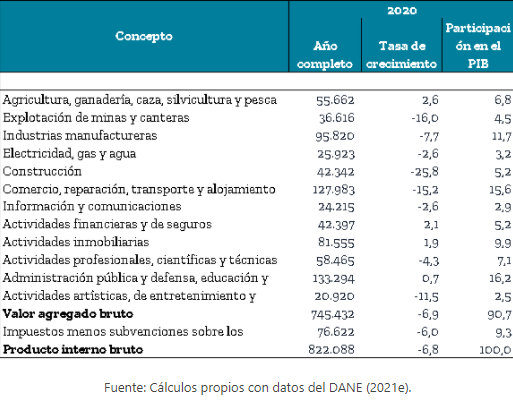 Concepto 2020
Año completo Tasa de crecimiento Participación en el PIB
Agricultura, ganadería, caza, silvicultura y pesca 55.662 2,6 6,8
Explotación de minas y canteras 36.616 -16,0 4,5
Industrias manufactureras 95.820 -7,7 11,7
Electricidad, gas y agua 25.923 -2,6 3,2
Construcción 42.342 -25,8 5,2
Comercio, reparación, transporte y alojamiento 127.983 -15,2 15,6
Información y comunicaciones 24.215 -2,6 2,9
Actividades financieras y de seguros 42.397 2,1 5,2
Actividades inmobiliarias 81.555 1,9 9,9
Actividades profesionales, científicas y técnicas 58.465 -4,3 7,1
Administración pública y defensa, educación y 133.294 0,7 16,2
Actividades artísticas, de entretenimiento y 20.920 -11,5 2,5
Valor agregado bruto 745.432 -6,9 90,7
Impuestos menos subvenciones sobre los 76.622 -6,0 9,3
Producto interno bruto 822.088 -6,8 100,0
Fuente: Cálculos propios con datos del DANE (2021e).